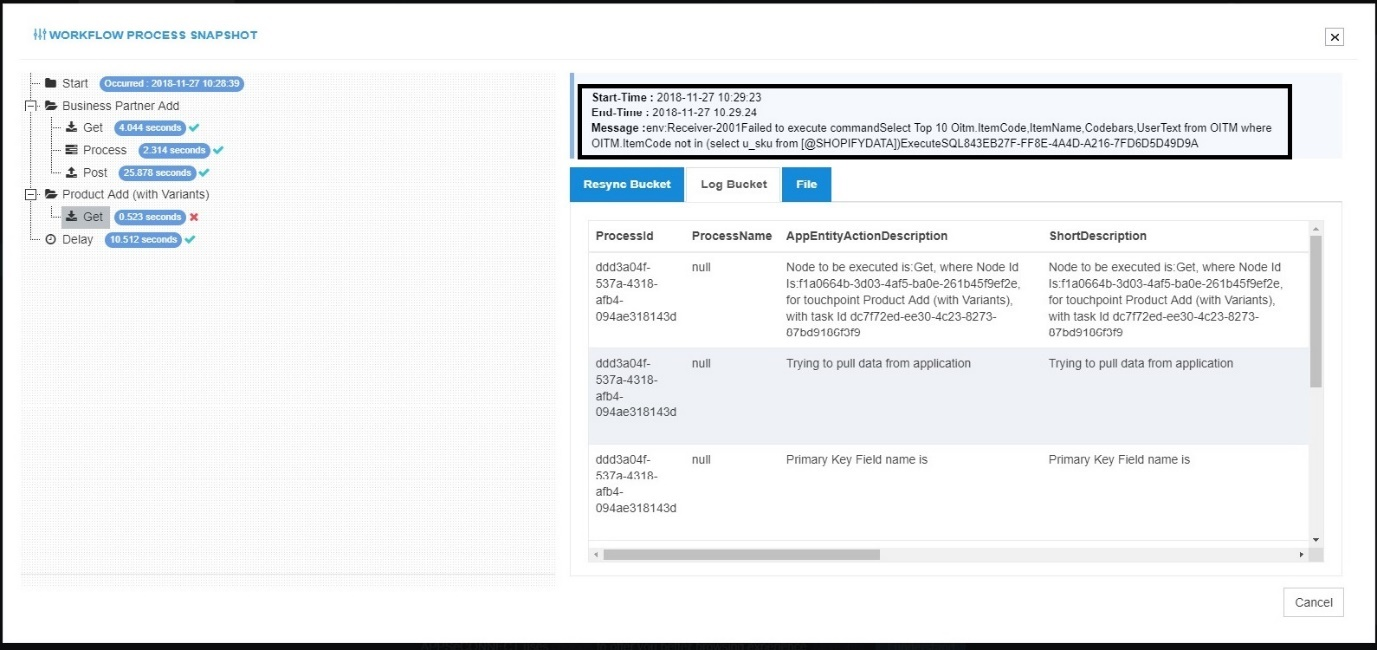 WORKFLOW PROCESS SNAPSHOT
Start Occurred : 2018-11-27 10:28:39
Business Partner Add
Get 4.044 seconds
Process 2.314 seconds
Post 25.878 seconds
Product Add (with Variants)
Get 0.523 seconds
Delay 10.512 seconds
Start-Time : 2018-11-27 10:29:23
End-Time : 2018-11-27 10.29.24
Message :env:Receiver-2001Failed to execute commandSelect Top 10 Oitm.ItemCode,ItemName,Codebars,UserText from OITM where
OITM.ItemCode not in (select u_sku from [@SHOPIFYDATA])ExecuteSQL843EB27F-FF8E-4A4D-A216-7FD6D5D49D9A
Resync Bucket Log Bucket File
ProcessId ProcessName AppEntityActionDescription ShortDescription
ddd3a04f- null Node to be executed is:Get, where Node Id Node to be executed is:Get, where Node Id
537a-4318- Is:f1a0664b-3d03-4af5-ba0e-261b45f9ef2e, Is:f1a0664b-3d03-4af5-ba0e-261b45f9ef2e,
afb4- for touchpoint Product Add (with Variants), for touchpoint Product Add (with Variants),
094ae318143d with task Id dc7f72ed-ee30-4c23-8273- with task Id dc7f72ed-ee30-4c23-8273-
87bd9186f3f9 87bd9186f3f9
ddd3a04f- null Trying to pull data from application Trying to pull data from application
537a-4318-
afb4-
094ae318143d
ddd3a04f- null Primary Key Field name is Primary Key Field name is
537a-4318-
afb4-
094ae318143d
Cancel